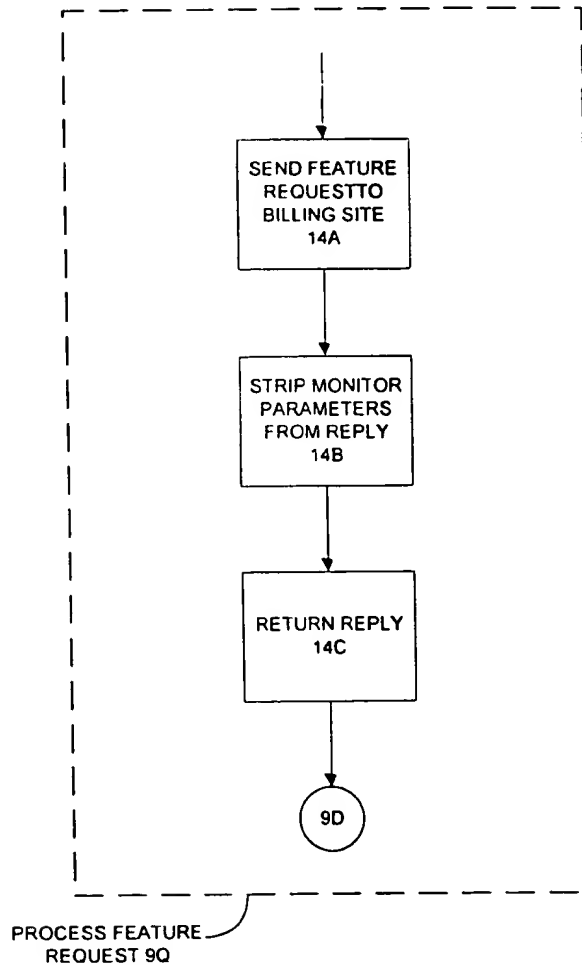 SEND FEATURE
REQUESTTO
BILLING SITE
14A
STRIP MONITOR
PARAMETERS
FROM REPLY
14B
RETURN REPLY
14C
9D
PROCESS FEATURE
REQUEST 9Q